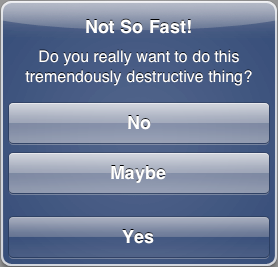 Not So Fast!
Do you really want to do this
tremendously destructive thing?
No
Maybe
Yes